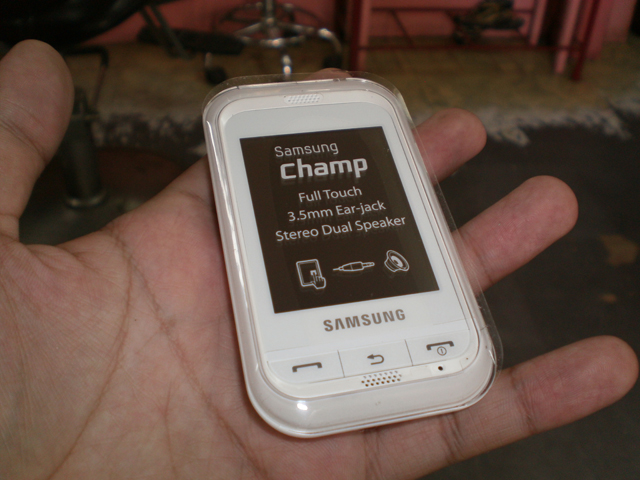 Samsung
Champ
Full Touch
3.5mm Ear-jack
Stereo Dual Speaker
SAMSUNG